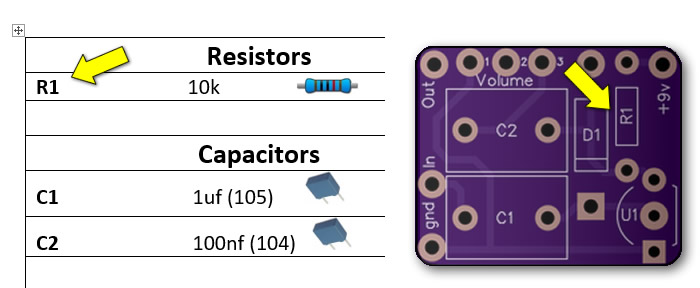 Resistors
R1 10k
Capacitors
C1 1uf (105)
C2 100nf (104)
1 2 3
Volume
Out
+9v
R1
C2
D1
In
C1
U1
gnd